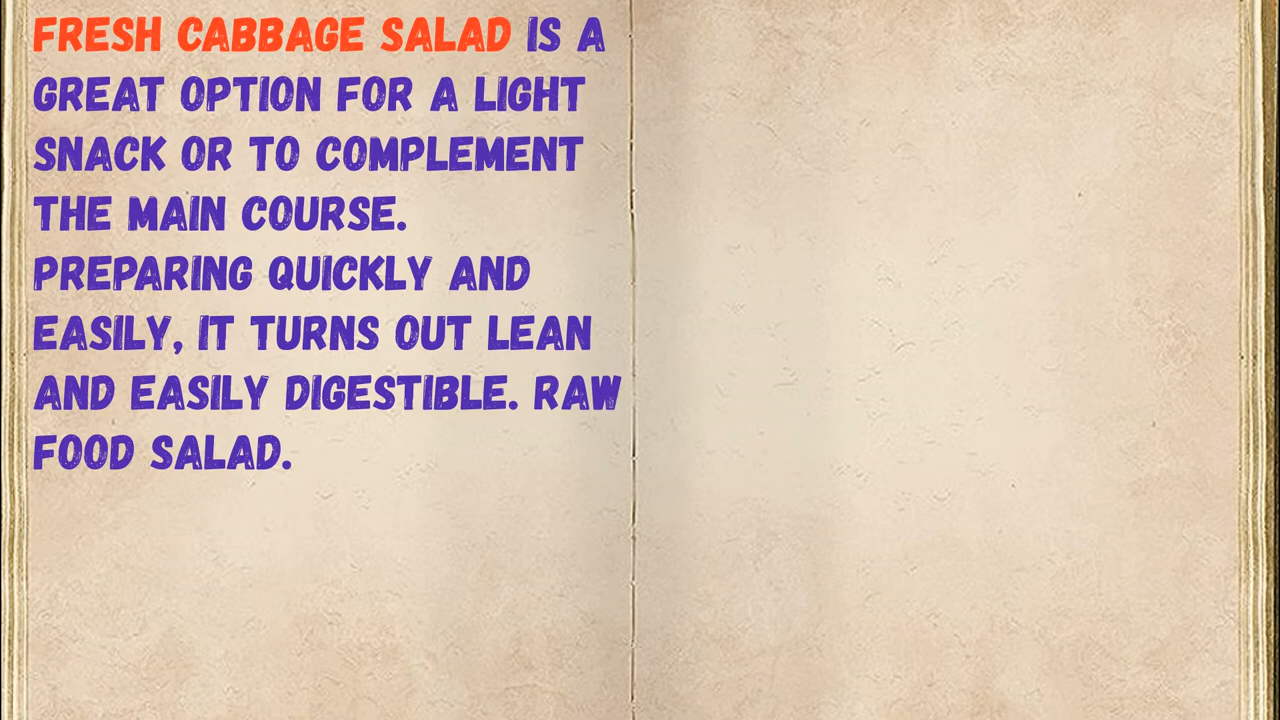 FRESH CABBAGE SALAD IS A
GREAT OPTION FOR A LIGHT
SNACK OR TO COMPLEMENT
THE MAIN COURSE.
PREPARING QUICKLY AND
EASILY, IT TURNS OUT LEAN
AND EASILY DIGESTIBLE. RAW
FOOD SALAD.